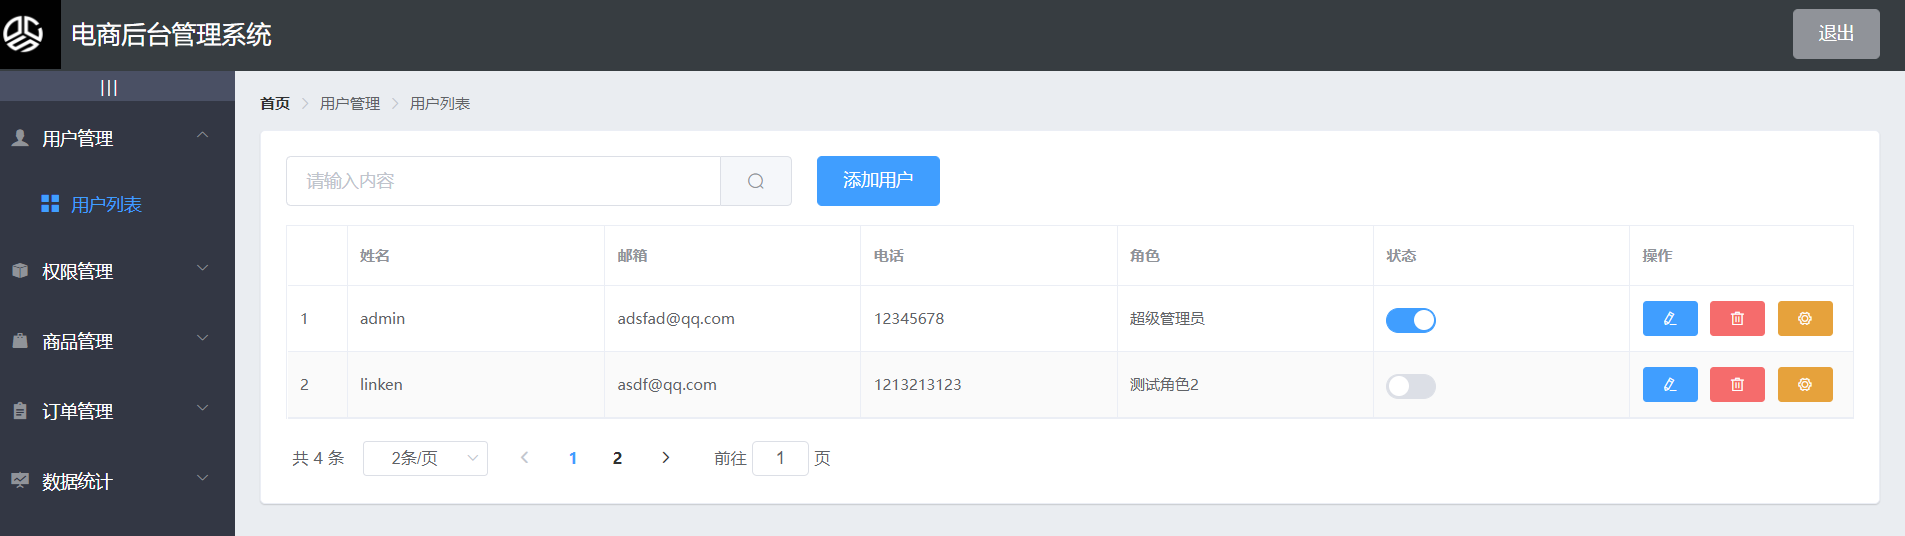 电商后台管理系统
退出
|||
首页 > 用户管理 > 用户列表
用户管理
用户列表
权限管理
商品管理
订单管理
数据统计
请输入内容
添加用户
姓名 邮箱 电话 角色 状态 操作
1 admin adsfad@qq.com 12345678 超级管理员
2 linken asdf@qq.com 1213213123 测试角色2
共 4 条 2条/页 < 1 2 > 前往 1 页